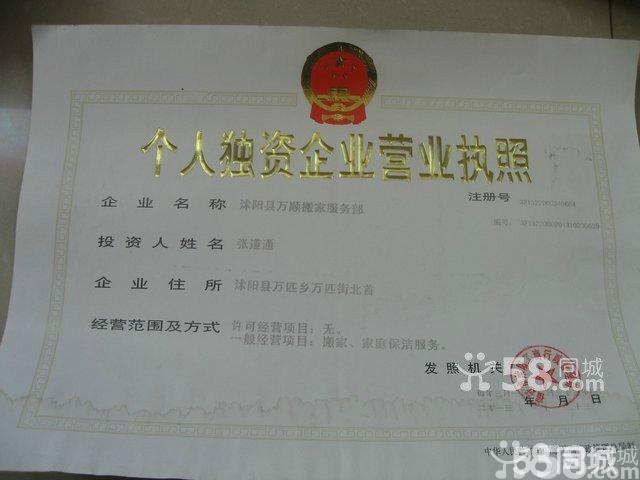 个人独资企业营业执照
注册号
企业名称 沭阳县万顺搬家服务部
编号:
投资人姓名 张道通
企业住所 沭阳县万匹乡万匹街北首
经营范围及方式 许可经营项目:无。
一般经营项目:搬家、家庭保洁服务。
发照机关
58同城
年 月 日
58同城